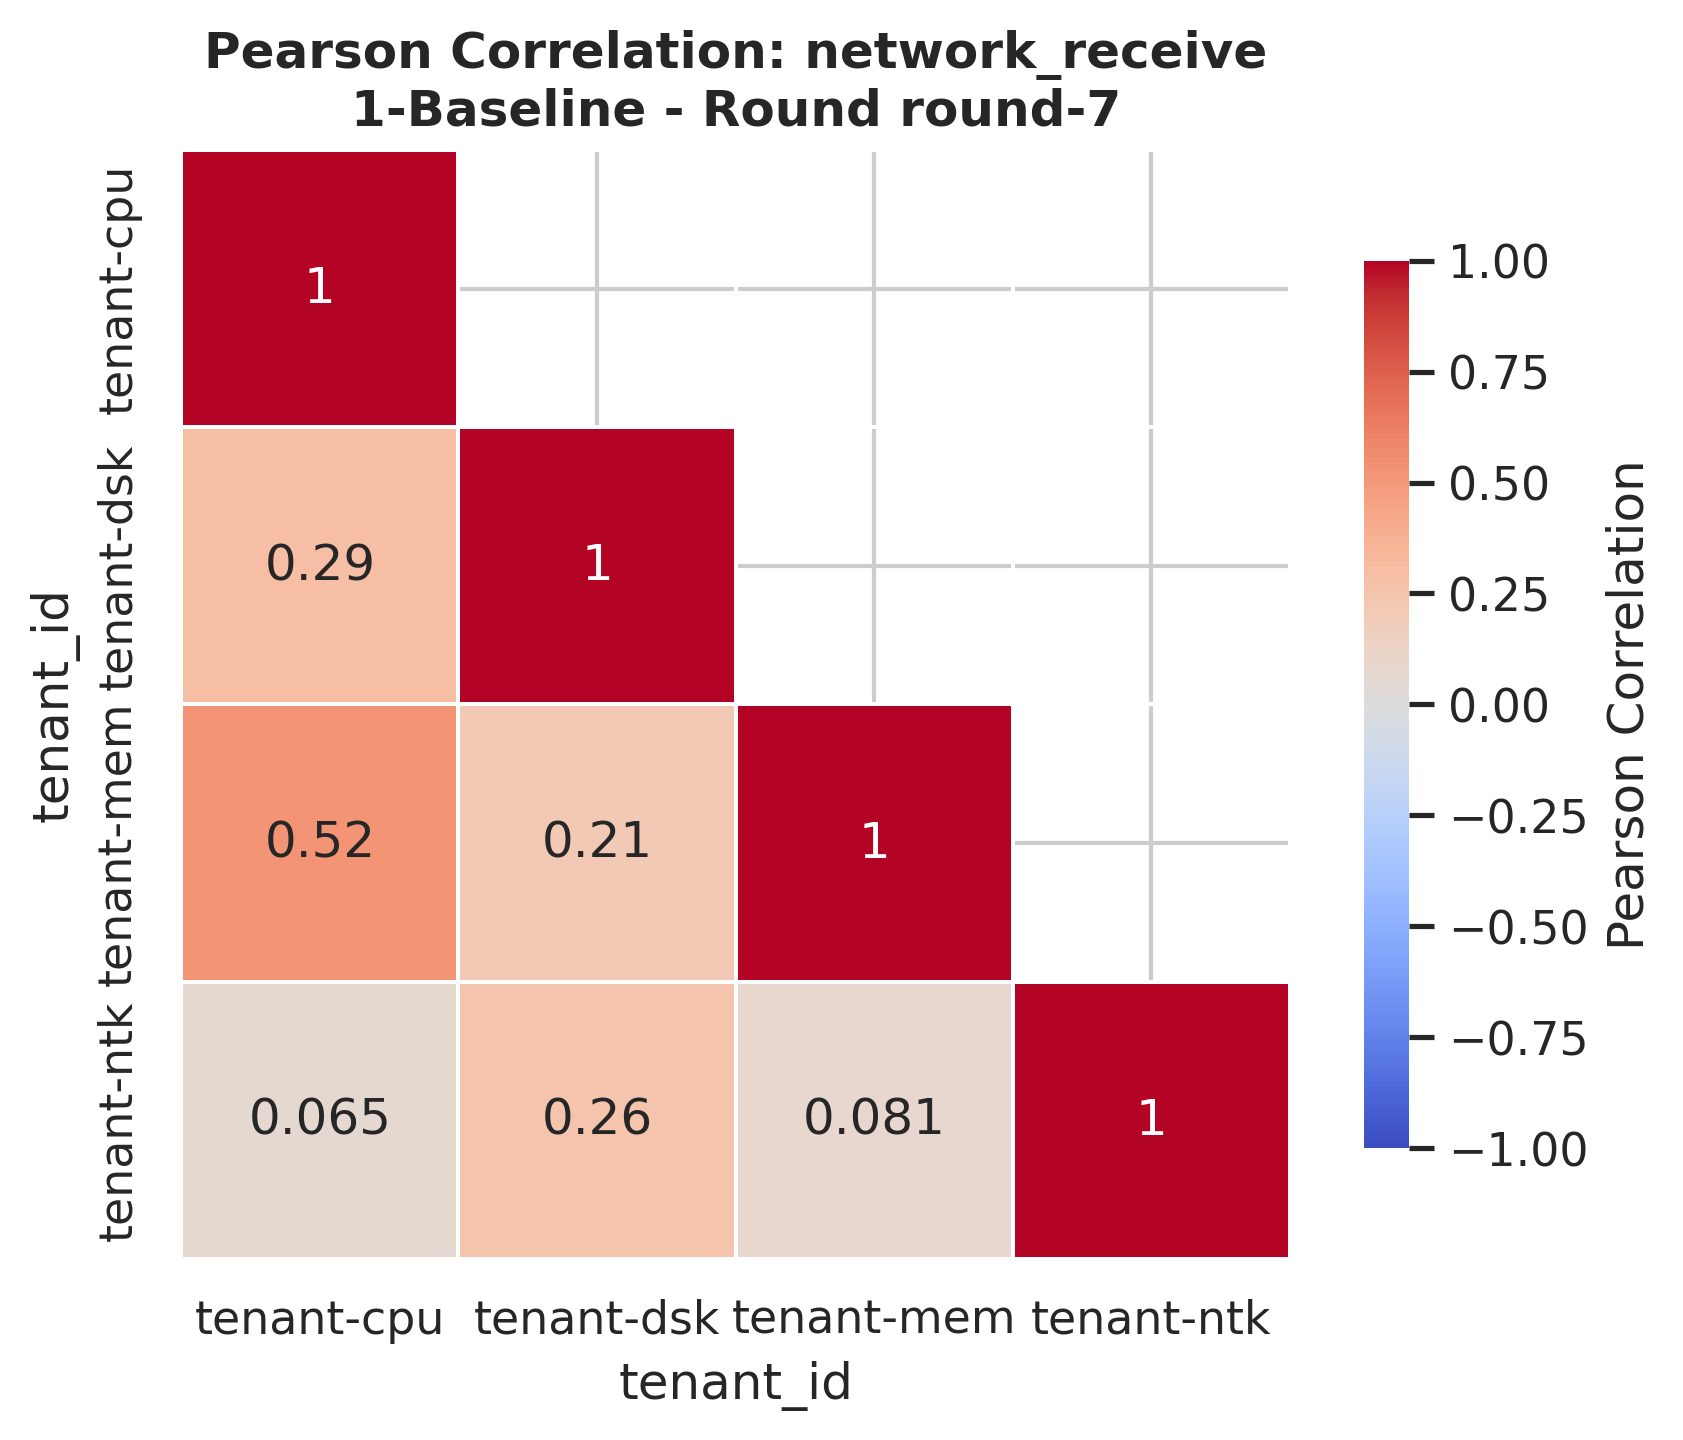 Pearson Correlation: network_receive
1-Baseline - Round round-7
tenant_id
tenant-cpu
tenant-dsk
tenant-mem
tenant-ntk
1
0.29
1
0.52
0.21
1
0.065
0.26
0.081
1
tenant-cpu
tenant-dsk
tenant-mem
tenant-ntk
tenant_id
1.00
0.75
0.50
0.25
0.00
−0.25
−0.50
−0.75
−1.00
Pearson Correlation